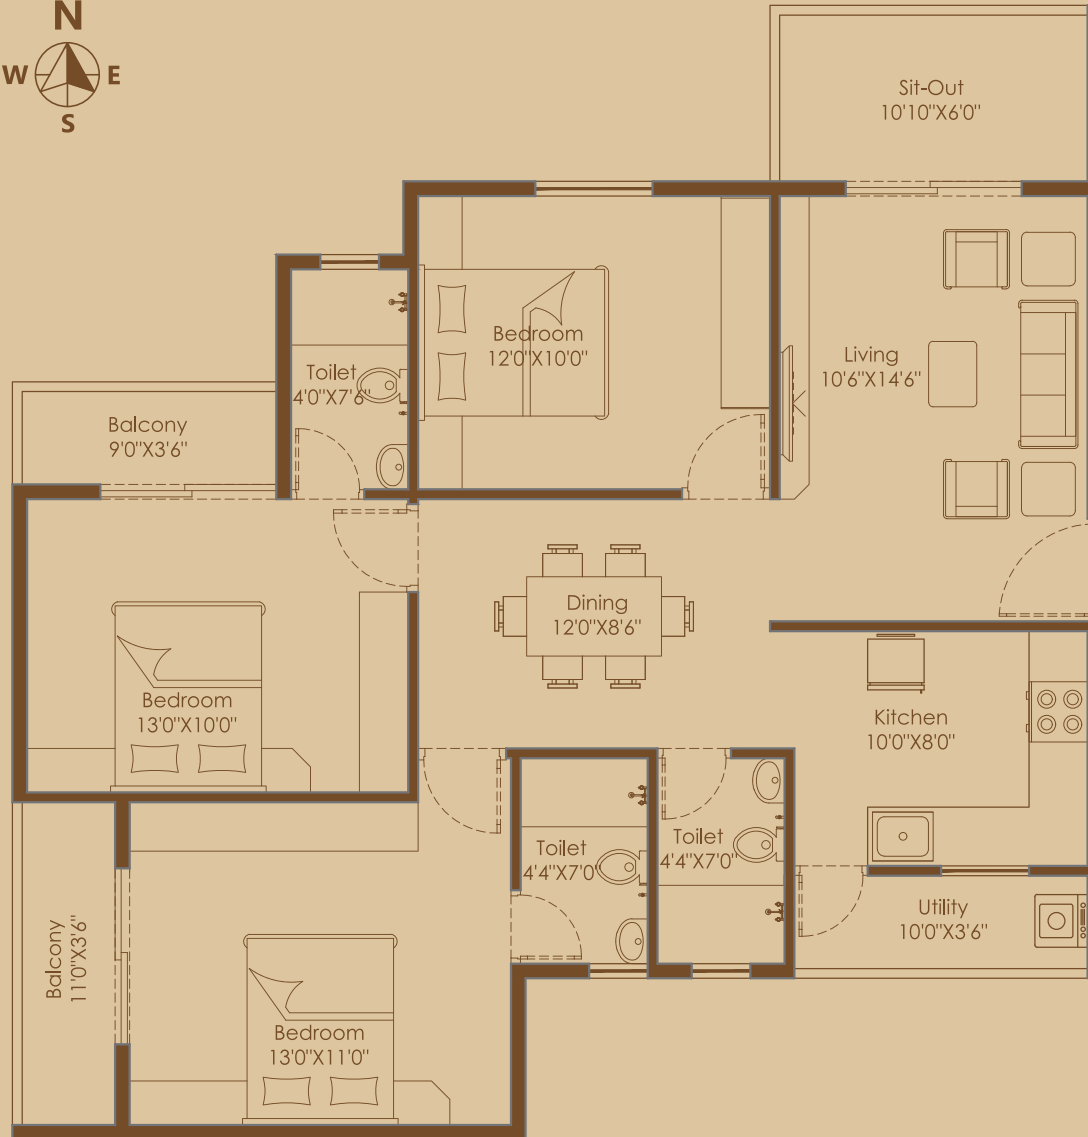 N
W E
S
Sit-Out
10'10"X6'0"
Bedroom
12'0"X10'0"
Living
10'6"X14'6"
Toilet
4'0"X7'6"
Balcony
9'0"X3'6"
Dining
12'0"X8'6"
Bedroom
13'0"X10'0"
Kitchen
10'0"X8'0"
Toilet
4'4"X7'0"
Toilet
4'4"X7'0"
Utility
10'0"X3'6"
Balcony
11'0"X3'6"
Bedroom
13'0"X11'0"